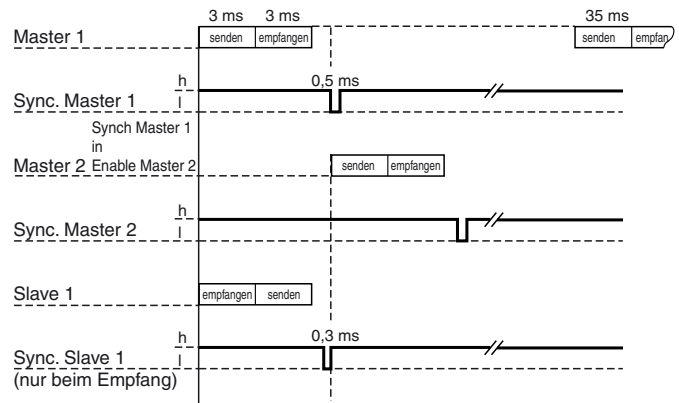 3 ms 3 ms 35 ms
Master 1 senden empfangen senden empfan
h 0,5 ms
Sync. Master 1 l
Synch Master 1
in
Master 2 Enable Master 2 senden empfangen
h
Sync. Master 2 l
Slave 1 empfangen senden
h 0,3 ms
Sync. Slave 1 l
(nur beim Empfang)